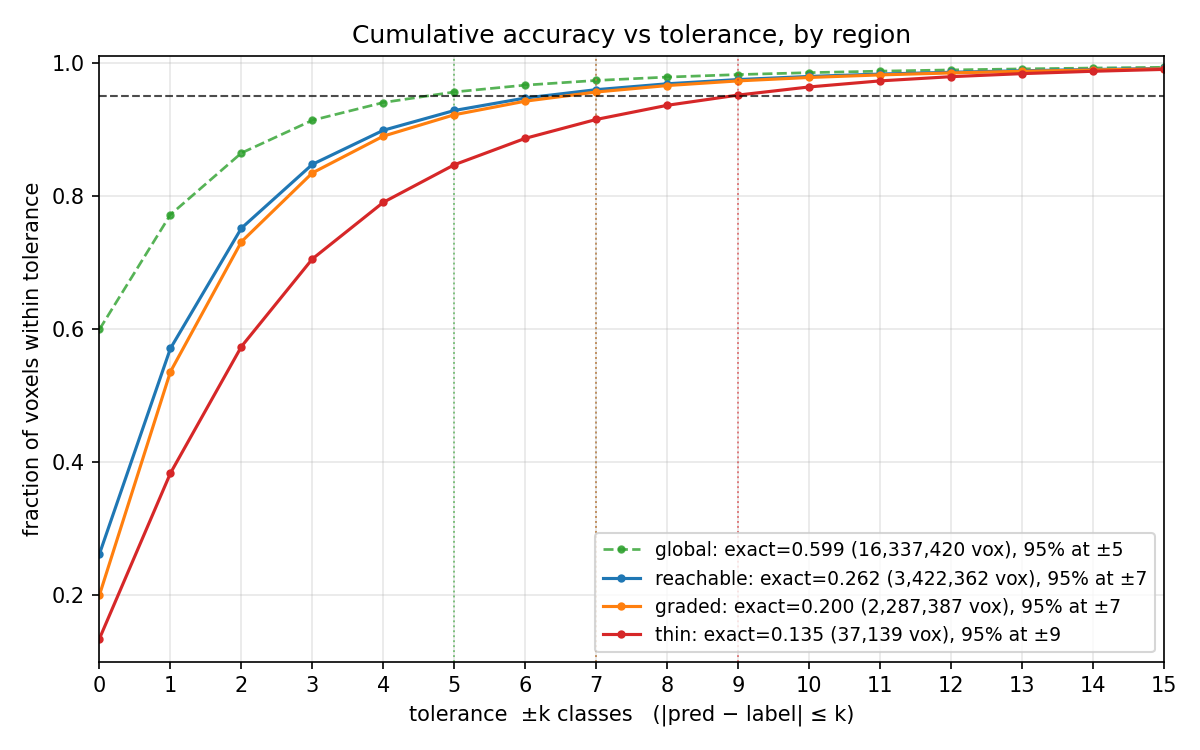 Cumulative accuracy vs tolerance, by region
fraction of voxels within tolerance
1.0
0.8
0.6
0.4
0.2
global: exact=0.599 (16,337,420 vox), 95% at ±5
reachable: exact=0.262 (3,422,362 vox), 95% at ±7
graded: exact=0.200 (2,287,387 vox), 95% at ±7
thin: exact=0.135 (37,139 vox), 95% at ±9
0 1 2 3 4 5 6 7 8 9 10 11 12 13 14 15
tolerance ±k classes (|pred − label| ≤ k)